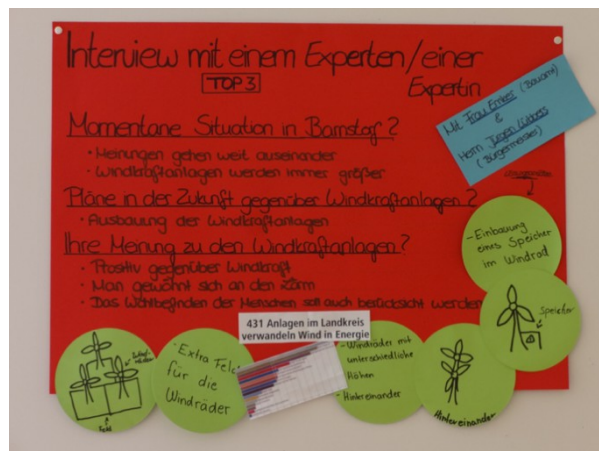 Interview mit einem Experten/einer
Expertin
TOP 3
Mit Frau (Bauamt)
&
Herrn Jürgen Lübbers
(Bürgermeister)
Momentane Situation in Barnstorf?
· Meinungen gehen weit auseinander
· Windkraftanlagen werden immer größer
Pläne in der Zukunft gegenüber Windkraftanlagen?
· Ausbauung der Windkraftanlagen
Ihre Meinung zu den Windkraftanlagen?
· Positiv gegenüber Windkraft
· Man gewöhnt sich an den Lärm
· Das Wohlbefinden der Menschen soll auch berücksicht werden
- Einbauung
eines Speicher
im Windrad
Speicher
431 Anlagen im Landkreis
verwandeln Wind in Energie
Feld
· Extra Feld
für die
Windräder
- Windräder mit
unterschiedliche
Höhen
- Hintereinander
Hintereinander